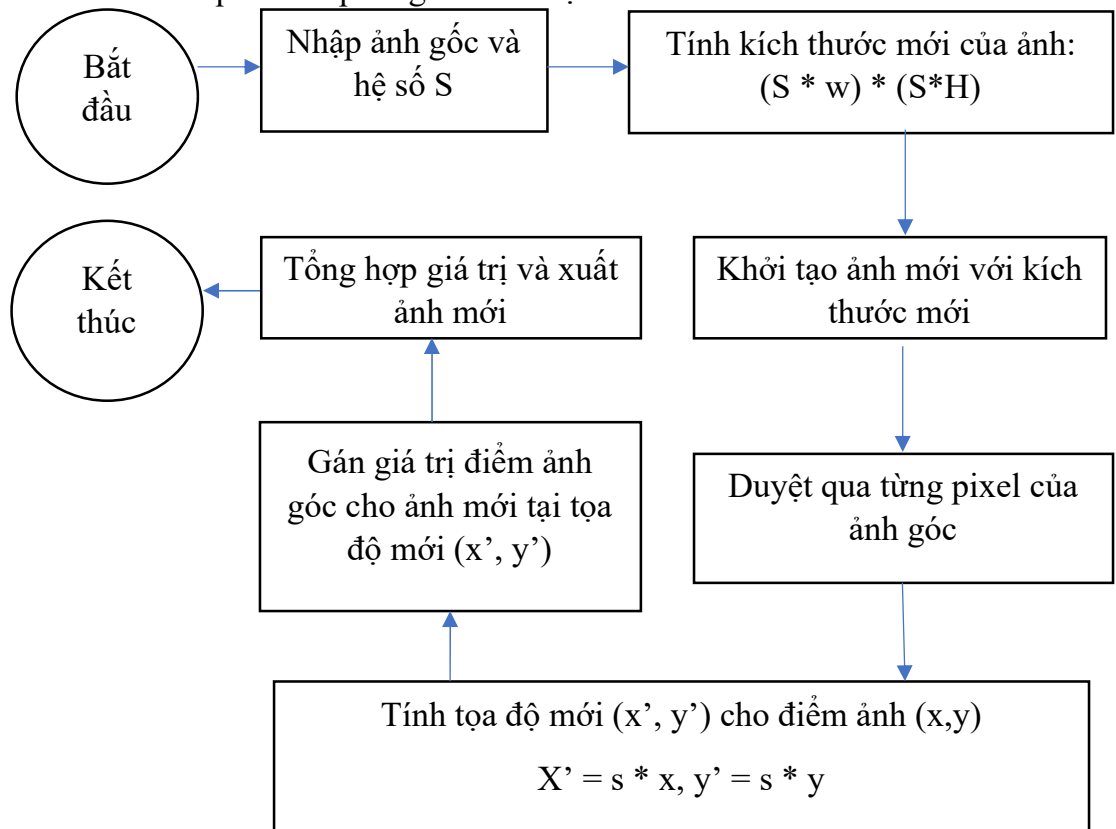 Bắt
đầu
Nhập ảnh gốc và
hệ số S
Tính kích thước mới của ảnh:
(S * w) * (S*H)
Khởi tạo ảnh mới với kích
thước mới
Duyệt qua từng pixel của
ảnh góc
Tính tọa độ mới (x’, y’) cho điểm ảnh (x,y)
X’ = s * x, y’ = s * y
Gán giá trị điểm ảnh
góc cho ảnh mới tại tọa
độ mới (x’, y’)
Tổng hợp giá trị và xuất
ảnh mới
Kết
thúc